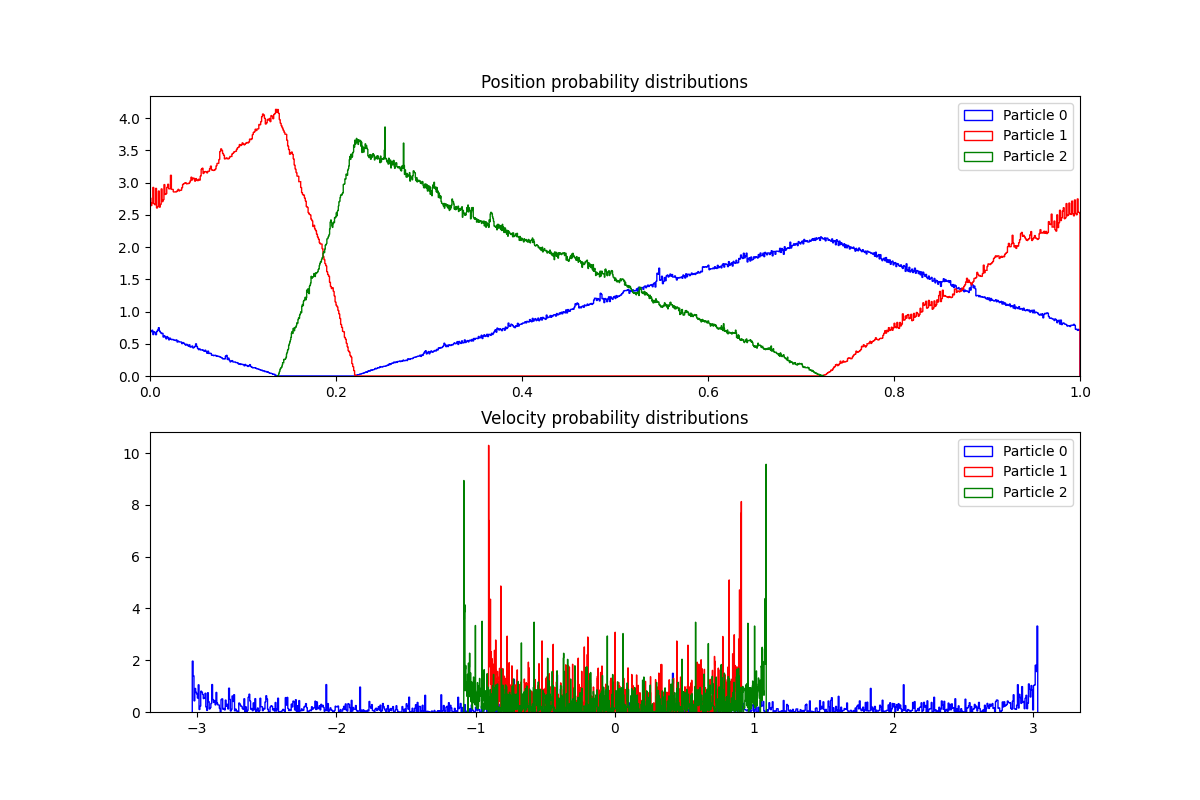 Position probability distributions
4.0
3.5
3.0
2.5
2.0
1.5
1.0
0.5
0.0
Particle 0
Particle 1
Particle 2
0.0 0.2 0.4 0.6 0.8 1.0
Velocity probability distributions
10
8
6
4
2
0
Particle 0
Particle 1
Particle 2
−3 −2 −1 0 1 2 3